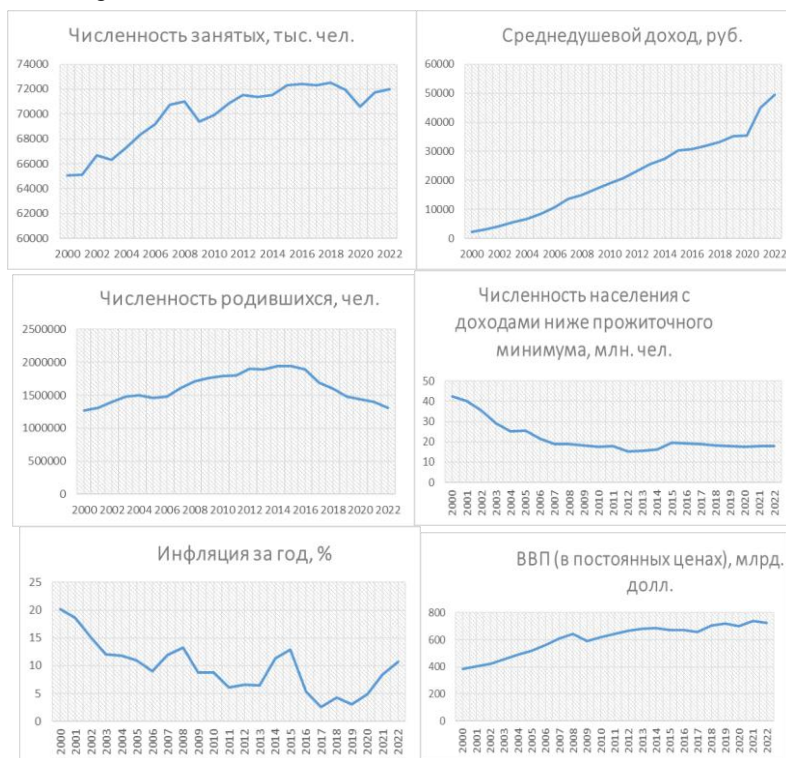 Численность занятых, тыс. чел.
74000
72000
70000
68000
66000
64000
62000
60000
2000 2002 2004 2006 2008 2010 2012 2014 2016 2018 2020 2022
Среднедушевой доход, руб.
60000
50000
40000
30000
20000
10000
0
2000 2002 2004 2006 2008 2010 2012 2014 2016 2018 2020 2022
Численность родившихся, чел.
2500000
2000000
1500000
1000000
500000
0
2000 2002 2004 2006 2008 2010 2012 2014 2016 2018 2020 2022
Численность населения с
доходами ниже прожиточного
минимума, млн. чел.
50
40
30
20
10
0
2000 2001 2002 2003 2004 2005 2006 2007 2008 2009 2010 2011 2012 2013 2014 2015 2016 2017 2018 2019 2020 2021 2022
Инфляция за год, %
25
20
15
10
5
0
2000 2001 2002 2003 2004 2005 2006 2007 2008 2009 2010 2011 2012 2013 2014 2015 2016 2017 2018 2019 2020 2021 2022
ВВП (в постоянных ценах), млрд.
долл.
800
600
400
200
0
2000 2001 2002 2003 2004 2005 2006 2007 2008 2009 2010 2011 2012 2013 2014 2015 2016 2017 2018 2019 2020 2021 2022